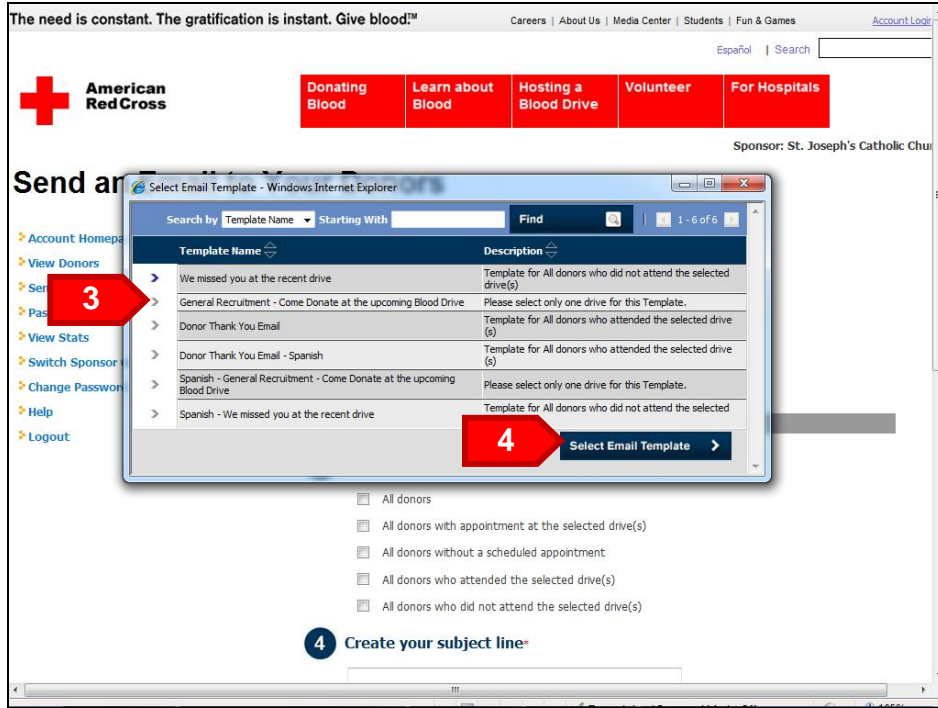 The need is constant. The gratification is instant. Give blood.™
Careers | About Us | Media Center | Students | Fun & Games
Account Login
Español | Search
American
Red Cross
Donating
Blood
Learn about
Blood
Hosting a
Blood Drive
Volunteer
For Hospitals
Sponsor: St. Joseph's Catholic Chu
Send an Email to Your Donors
Select Email Template - Windows Internet Explorer
Search by Template Name Starting With Find 1 - 6 of 6
Template Name Description
We missed you at the recent drive
Template for All donors who did not attend the selected
drive(s)
General Recruitment - Come Donate at the upcoming Blood Drive
Please select only one drive for this Template.
Donor Thank You Email
Template for All donors who attended the selected drive
(s)
Donor Thank You Email - Spanish
Template for All donors who attended the selected drive
(s)
Spanish - General Recruitment - Come Donate at the upcoming
Blood Drive
Please select only one drive for this Template.
Spanish - We missed you at the recent drive
Template for All donors who did not attend the selected
Select Email Template
3
4
Account Homepa
View Donors
Sen
Pas
View Stats
Switch Sponsor
Change Password
Help
Logout
All donors
All donors with appointment at the selected drive(s)
All donors without a scheduled appointment
All donors who attended the selected drive(s)
All donors who did not attend the selected drive(s)
4 Create your subject line*